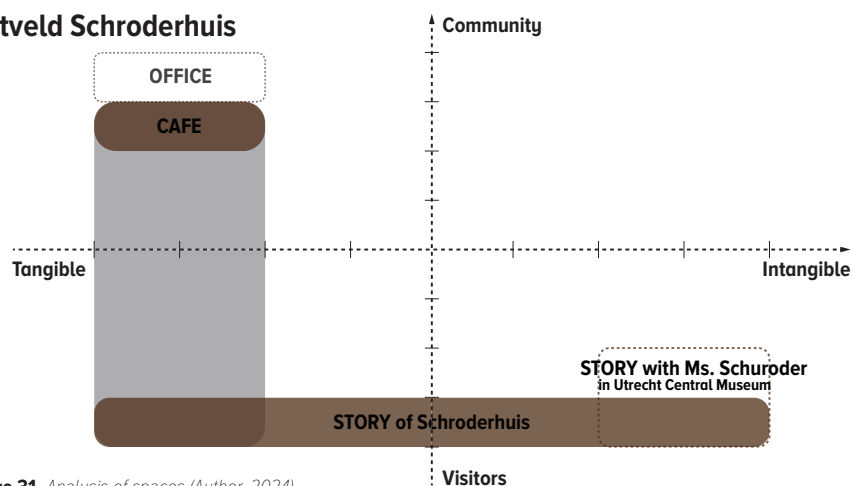 tveld Schroderhuis
Community
OFFICE
CAFE
Tangible
Intangible
STORY with Ms. Schuroder
in Utrecht Central Museum
STORY of Schroderhuis
Visitors
31 Analysis of spaces (Author, 2024)